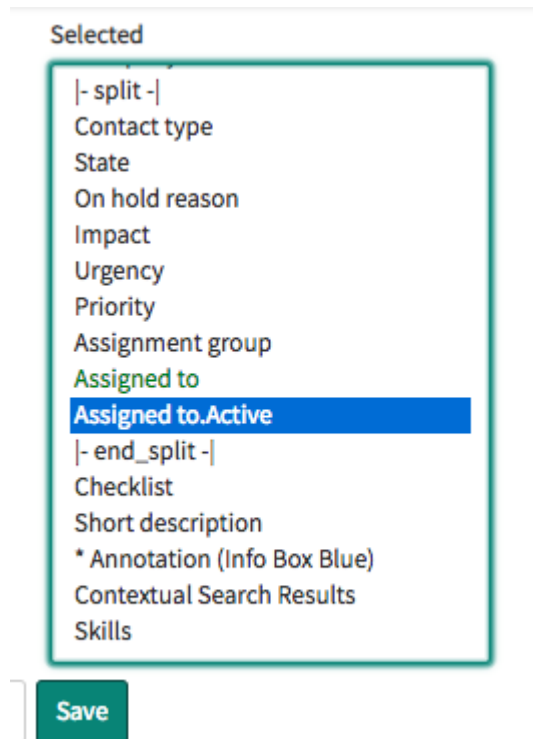 Selected
|- split -|
Contact type
State
On hold reason
Impact
Urgency
Priority
Assignment group
Assigned to
Assigned to.Active
|- end_split -|
Checklist
Short description
* Annotation (Info Box Blue)
Contextual Search Results
Skills
Save